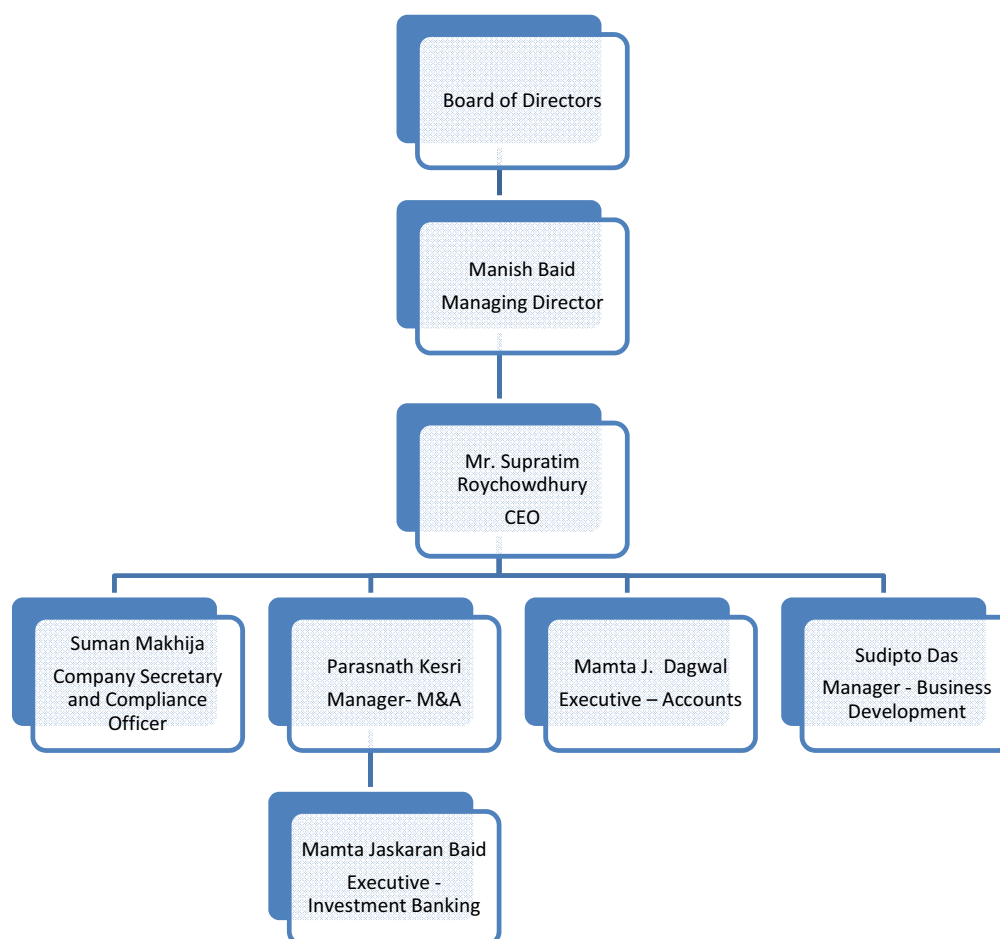 Board of Directors
Manish Baid
Managing Director
Mr. Supratim
Roychowdhury
CEO
Suman Makhija
Company Secretary
and Compliance
Officer
Parasnath Kesri
Manager- M&A
Mamta J. Dagwal
Executive – Accounts
Sudipto Das
Manager - Business
Development
Mamta Jaskaran Baid
Executive -
Investment Banking